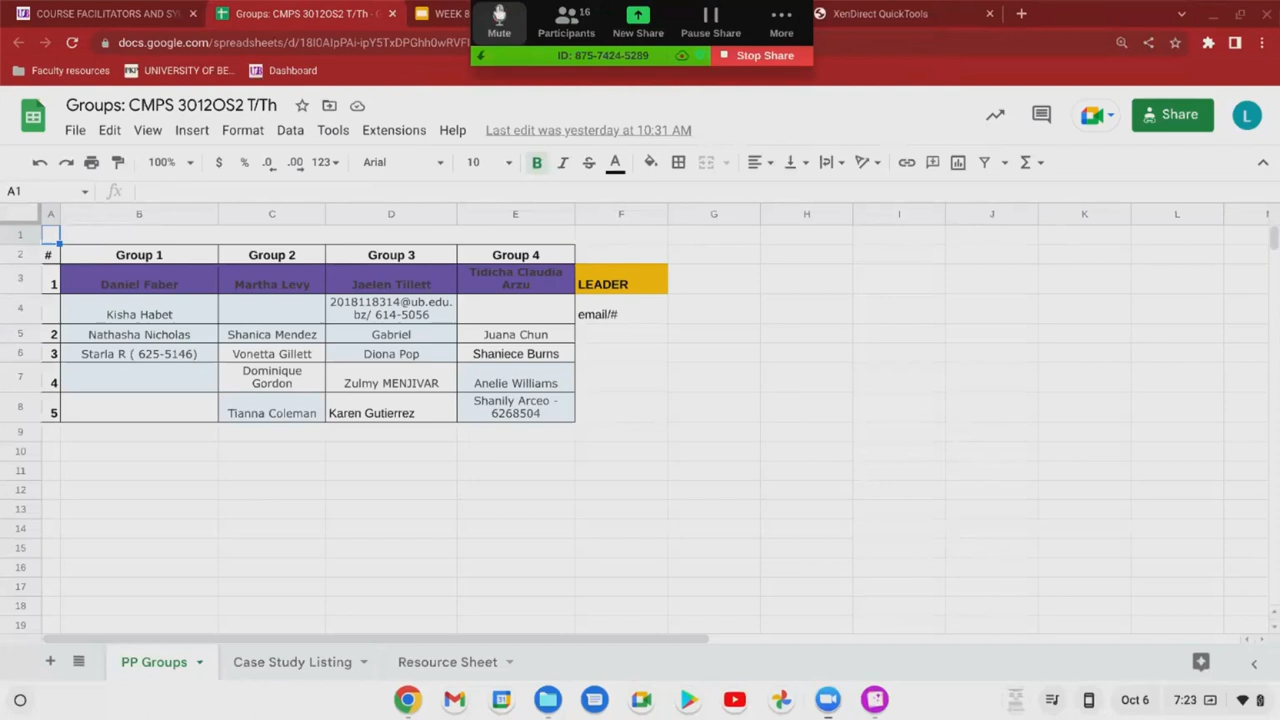 COURSE FACILITATORS AND SYL
Groups: CMPS 3012OS2 T/Th - G
WEEK 8
XenDirect QuickTools
Mute
16
Participants
New Share
Pause Share
More
ID: 875-7424-5289
Stop Share
Faculty resources
UNIVERSITY OF BE...
Dashboard
Groups: CMPS 3012OS2 T/Th
File Edit View Insert Format Data Tools Extensions Help Last edit was yesterday at 10:31 AM
Share
L
100% $ % .0 .00 123 Arial 10 B I S A
A1 fx
A B C D E F G H I J K L
1
2 # Group 1 Group 2 Group 3 Group 4
3 1 Daniel Faber Martha Levy Jaelen Tillett Tidicha Claudia Arzu LEADER
4 Kisha Habet 2018118314@ub.edu.bz/ 614-5056 email/#
5 2 Nathasha Nicholas Shanica Mendez Gabriel Juana Chun
6 3 Starla R ( 625-5146) Vonetta Gillett Diona Pop Shaniece Burns
7 4 Dominique Gordon Zulmy MENJIVAR Anelie Williams
8 5 Tianna Coleman Karen Gutierrez Shanily Arceo - 6268504
9
10
11
12
13
14
15
16
17
18
19
PP Groups Case Study Listing Resource Sheet
Oct 6 7:23